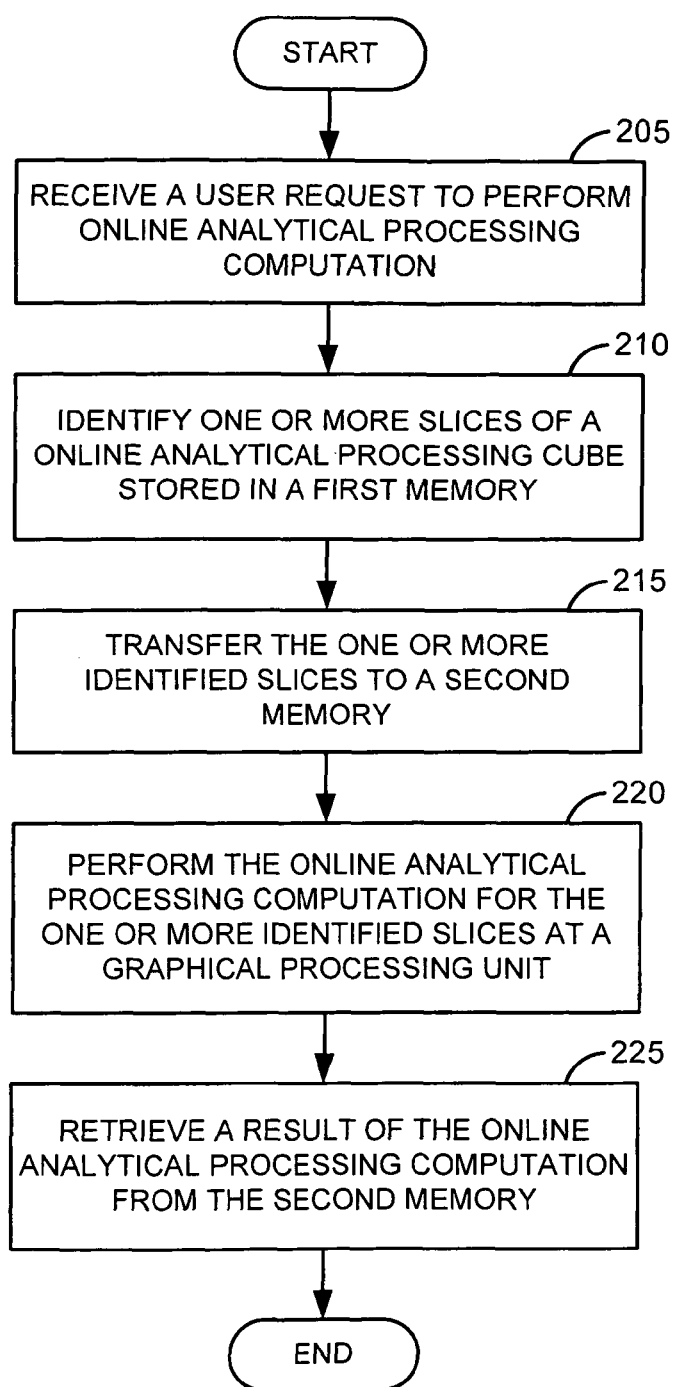 START
205
RECEIVE A USER REQUEST TO PERFORM
ONLINE ANALYTICAL PROCESSING
COMPUTATION
210
IDENTIFY ONE OR MORE SLICES OF A
ONLINE ANALYTICAL PROCESSING CUBE
STORED IN A FIRST MEMORY
215
TRANSFER THE ONE OR MORE
IDENTIFIED SLICES TO A SECOND
MEMORY
220
PERFORM THE ONLINE ANALYTICAL
PROCESSING COMPUTATION FOR THE
ONE OR MORE IDENTIFIED SLICES AT A
GRAPHICAL PROCESSING UNIT
225
RETRIEVE A RESULT OF THE ONLINE
ANALYTICAL PROCESSING COMPUTATION
FROM THE SECOND MEMORY
END